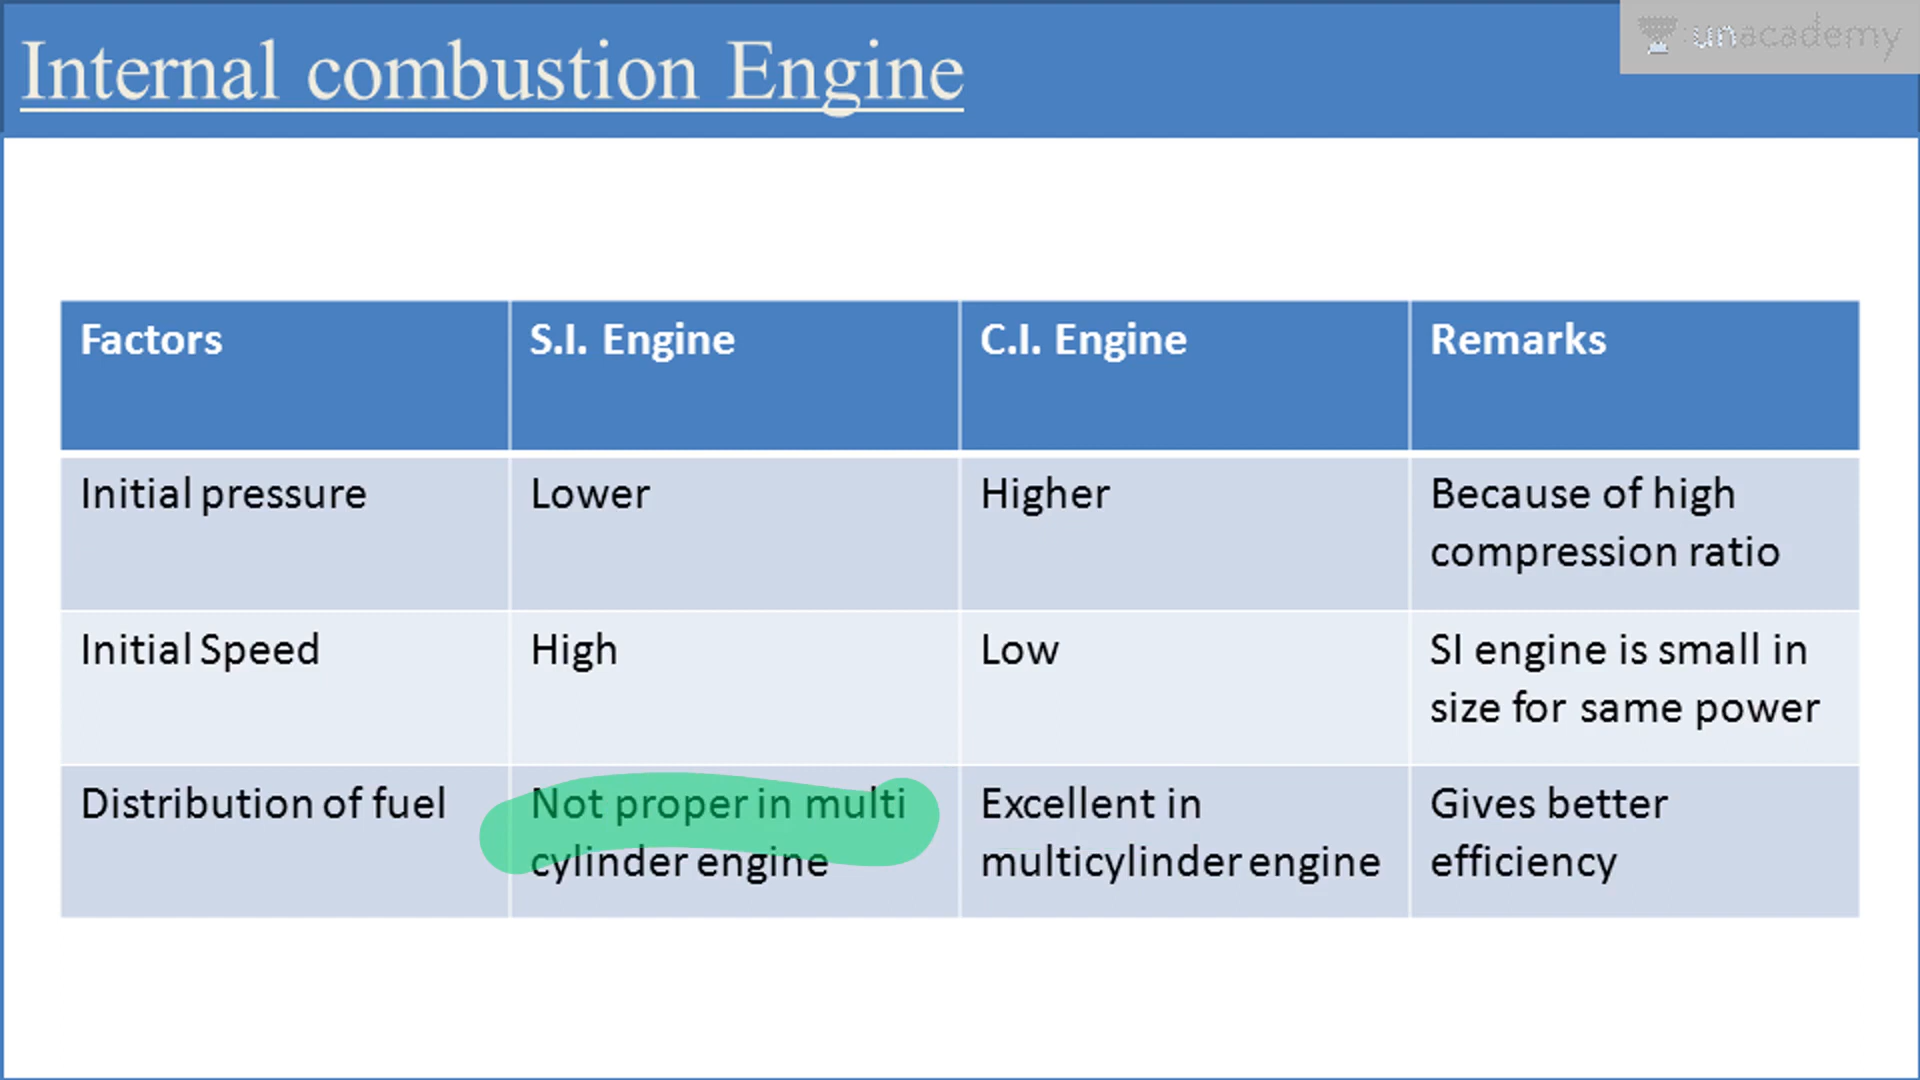 Internal combustion Engine
unacademy
Factors S.I. Engine C.I. Engine Remarks
Initial pressure Lower Higher Because of high
compression ratio
Initial Speed High Low SI engine is small in
size for same power
Distribution of fuel Not proper in multi Excellent in Gives better
cylinder engine multicylinder engine efficiency